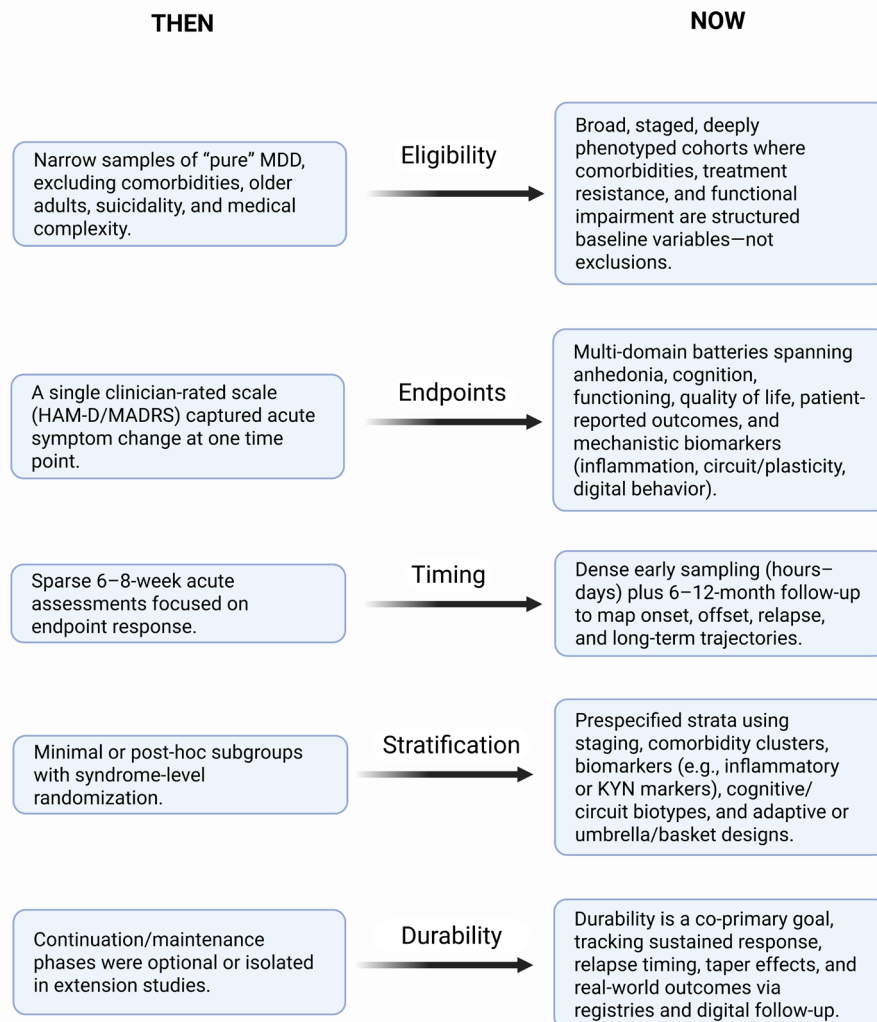 THEN
NOW
Narrow samples of “pure” MDD,
excluding comorbidities, older
adults, suicidality, and medical
complexity.
Eligibility
Broad, staged, deeply
phenotyped cohorts where
comorbidities, treatment
resistance, and functional
impairment are structured
baseline variables—not
exclusions.
A single clinician-rated scale
(HAM-D/MADRS) captured acute
symptom change at one time
point.
Endpoints
Multi-domain batteries spanning
anhedonia, cognition,
functioning, quality of life, patient-
reported outcomes, and
mechanistic biomarkers
(inflammation, circuit/plasticity,
digital behavior).
Sparse 6–8-week acute
assessments focused on
endpoint response.
Timing
Dense early sampling (hours–
days) plus 6–12-month follow-up
to map onset, offset, relapse,
and long-term trajectories.
Minimal or post-hoc subgroups
with syndrome-level
randomization.
Stratification
Prespecified strata using
staging, comorbidity clusters,
biomarkers (e.g., inflammatory
or KYN markers), cognitive/
circuit biotypes, and adaptive or
umbrella/basket designs.
Continuation/maintenance
phases were optional or isolated
in extension studies.
Durability
Durability is a co-primary goal,
tracking sustained response,
relapse timing, taper effects, and
real-world outcomes via
registries and digital follow-up.